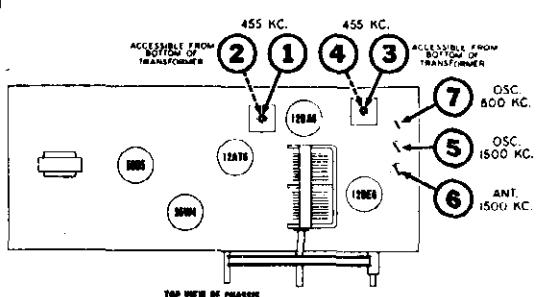 455 KC. 455 KC.
ACCESSIBLE FROM
BOTTOM OF
TRANSFORMER
2 1 4 3
ACCESSIBLE FROM
BOTTOM OF
TRANSFORMER
7 OSC.
600 KC.
5 OSC.
1500 KC.
6 ANT.
1500 KC.
12BA6
12AT6
12BE6
35W4
TOP VIEW OF CHASSIS